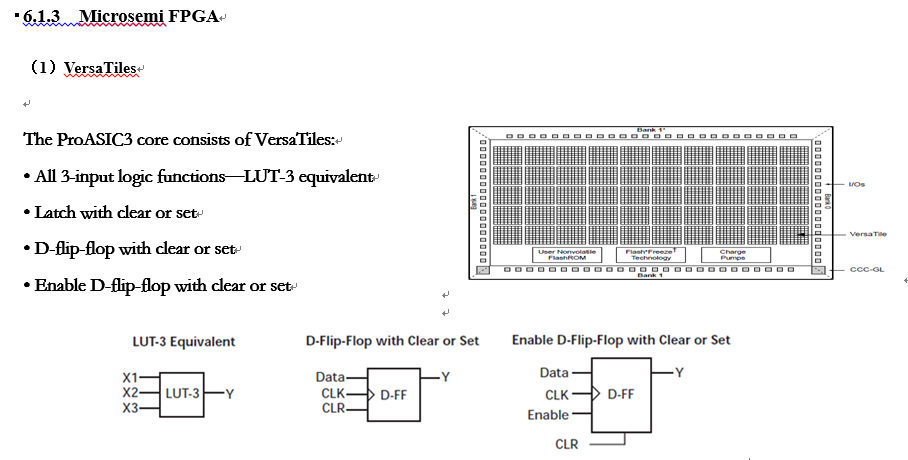 6.1.3 Microsemi FPGA
(1) VersaTiles
The ProASIC3 core consists of VersaTiles:
• All 3-input logic functions—LUT-3 equivalent
• Latch with clear or set
• D-flip-flop with clear or set
• Enable D-flip-flop with clear or set
Bank 1*
Bank 1
Bank 0
I/Os
VersaTile
User Nonvolatile
FlashROM
Flash*Freeze†
Technology
Charge
Pumps
CCC-GL
Bank 1
LUT-3 Equivalent
X1
X2
X3
LUT-3
Y
D-Flip-Flop with Clear or Set
Data
CLK
CLR
D-FF
Y
Enable D-Flip-Flop with Clear or Set
Data
CLK
Enable
CLR
D-FF
Y